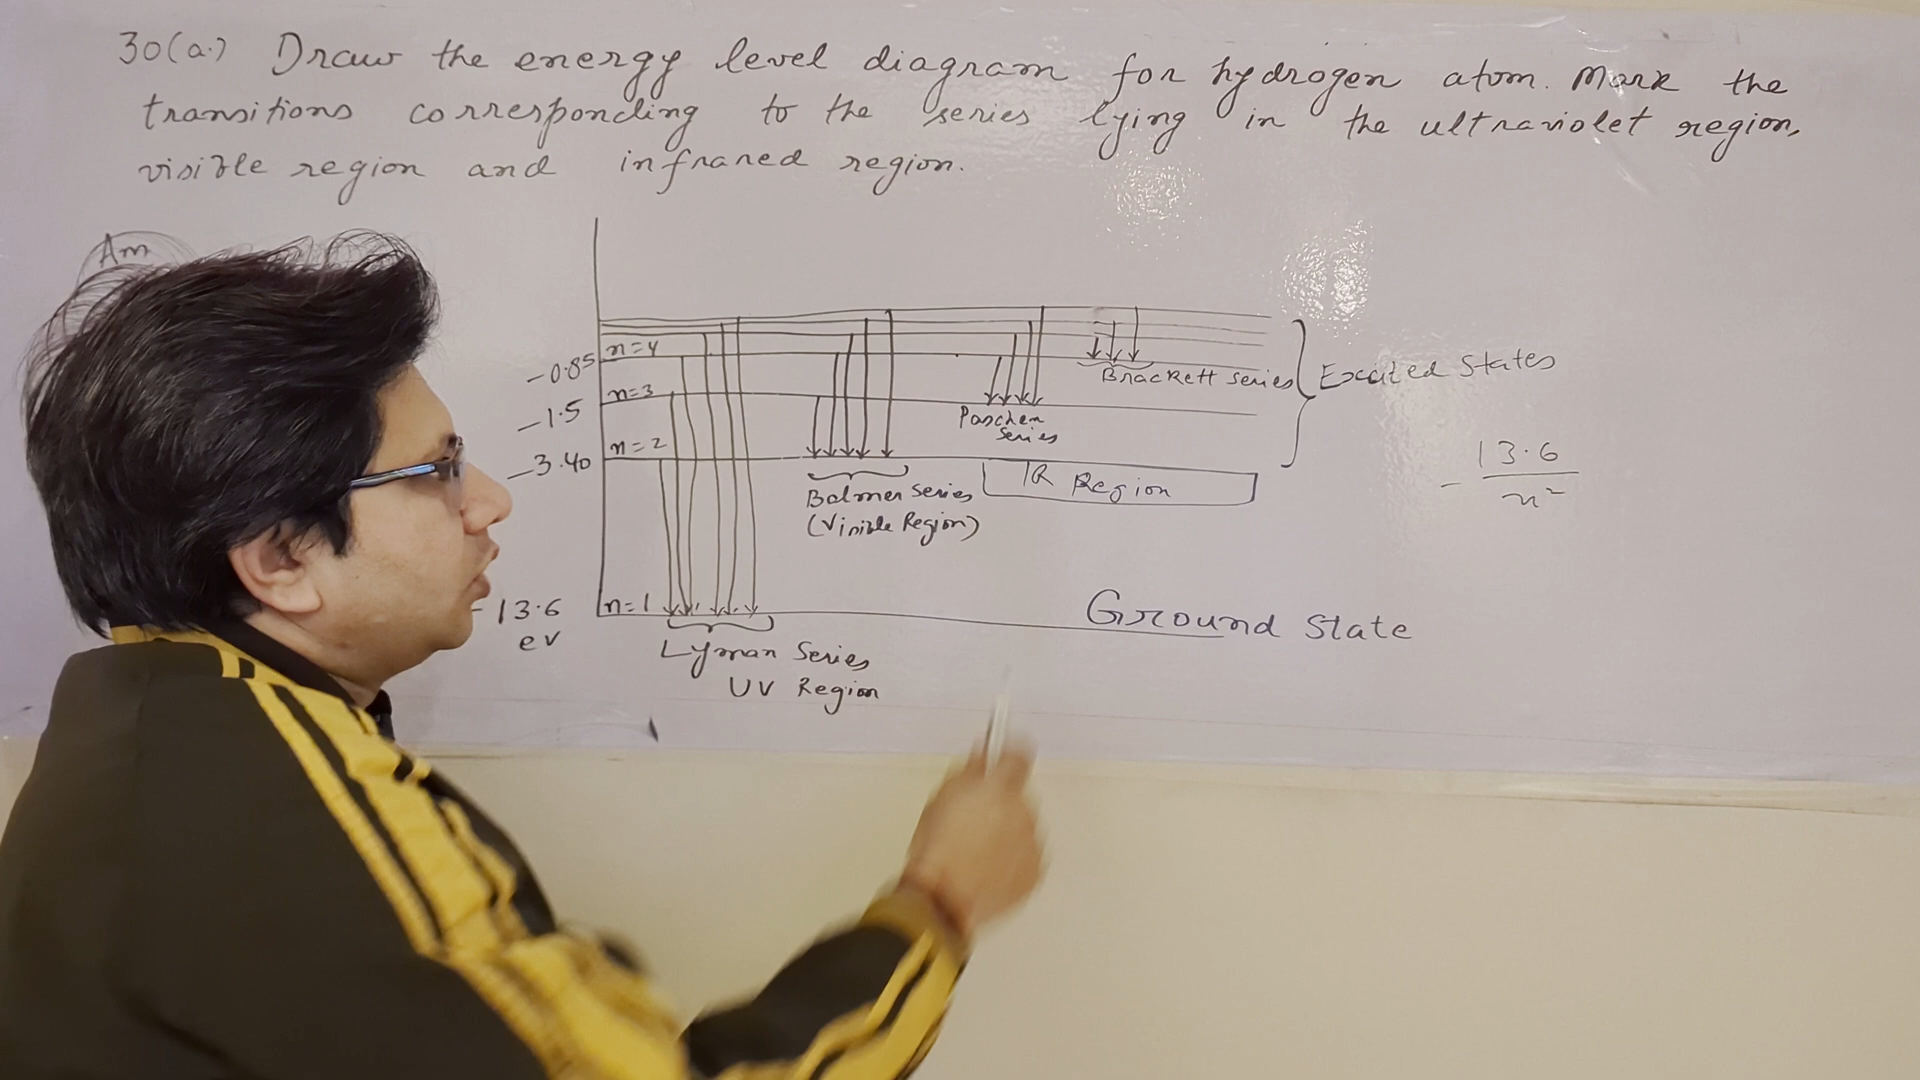 30(a.) Draw the energy level diagram for hydrogen atom. Mark the
transitions corresponding to the series lying in the ultraviolet region,
visible region and infrared region.
Ans
n=4
-0.85
Brackett series
Excited States
n=3
-1.5
Paschen
Series
n=2
-3.40
IR Region
- 13.6
n²
Balmer Series
(Visible Region)
-13.6
ev
n=1
Ground State
Lyman Series
UV Region